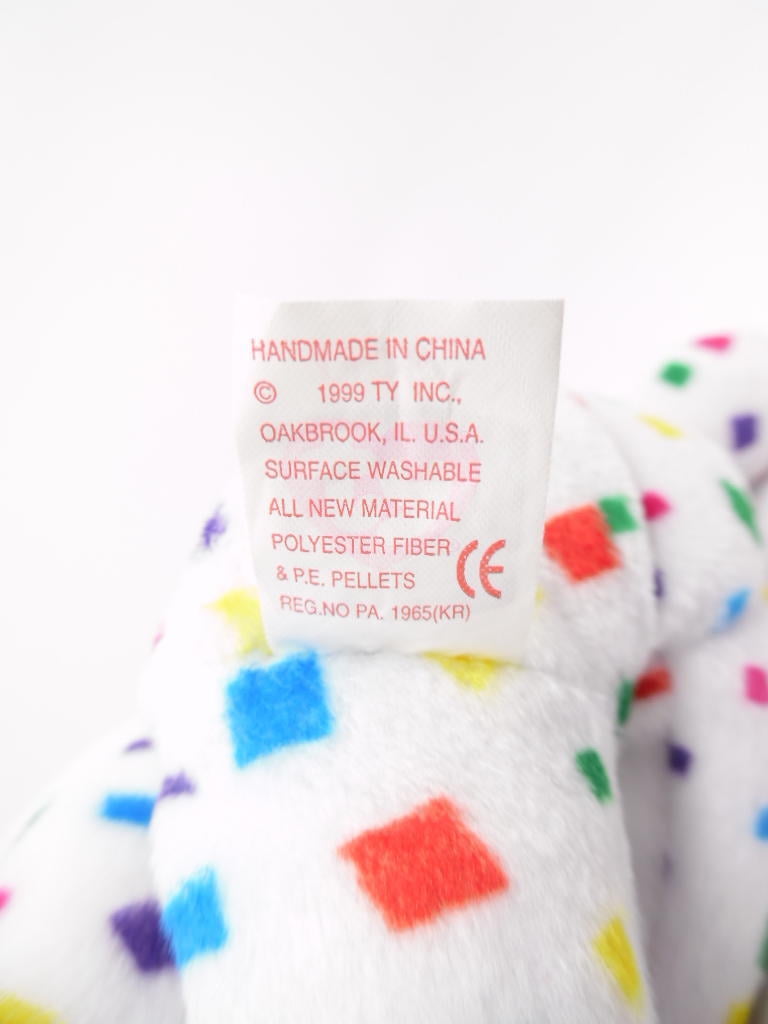 HANDMADE IN CHINA
© 1999 TY INC.,
OAKBROOK, IL. U.S.A.
SURFACE WASHABLE
ALL NEW MATERIAL
POLYESTER FIBER
& P.E. PELLETS CE
REG.NO PA. 1965(KR)